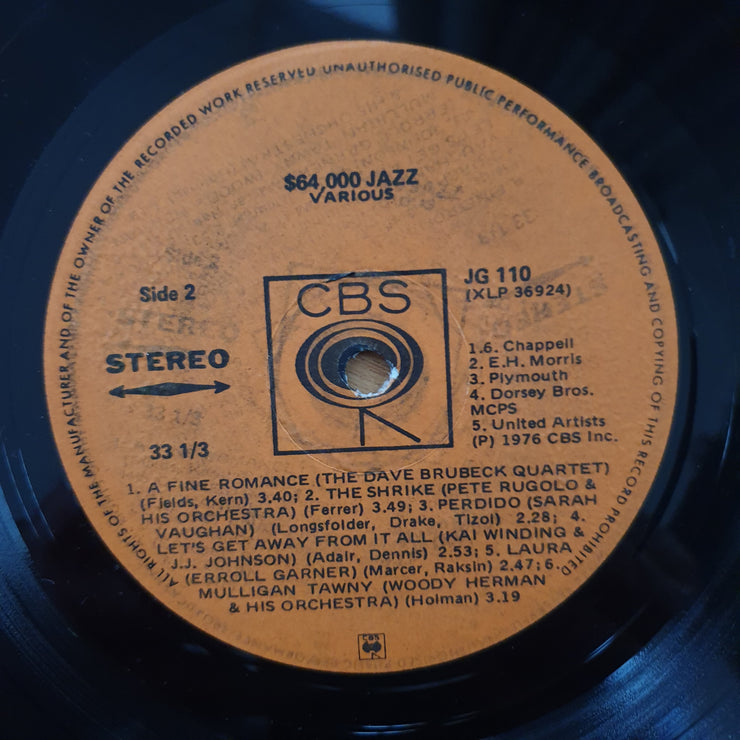 ALL RIGHTS OF THE MANUFACTURER AND OF THE OWNER OF THE RECORDED WORK RESERVED UNAUTHORISED PUBLIC PERFORMANCE BROADCASTING AND COPYING OF THIS RECORD PROHIBITED.
$64,000 JAZZ
VARIOUS
Side 2
STEREO
33 1/3
CBS
JG 110
(XLP 36924)
1.6. Chappell
2. E.H. Morris
3. Plymouth
4. Dorsey Bros.
MCPS
5. United Artists
(P) 1976 CBS Inc.
1. A FINE ROMANCE (THE DAVE BRUBECK QUARTET)
(Fields, Kern) 3.40; 2. THE SHRIKE (PETE RUGOLO &
HIS ORCHESTRA) (Ferrer) 3.49; 3. PERDIDO (SARAH
VAUGHAN) (Longsfolder, Drake, Tizol) 2.28; 4.
LET'S GET AWAY FROM IT ALL (KAI WINDING &
J.J. JOHNSON) (Adair, Dennis) 2.53; 5. LAURA
(ERROLL GARNER) (Marcer, Raksin) 2.47; 6.
MULLIGAN TAWNY (WOODY HERMAN
& HIS ORCHESTRA) (Holman) 3.19
CBS